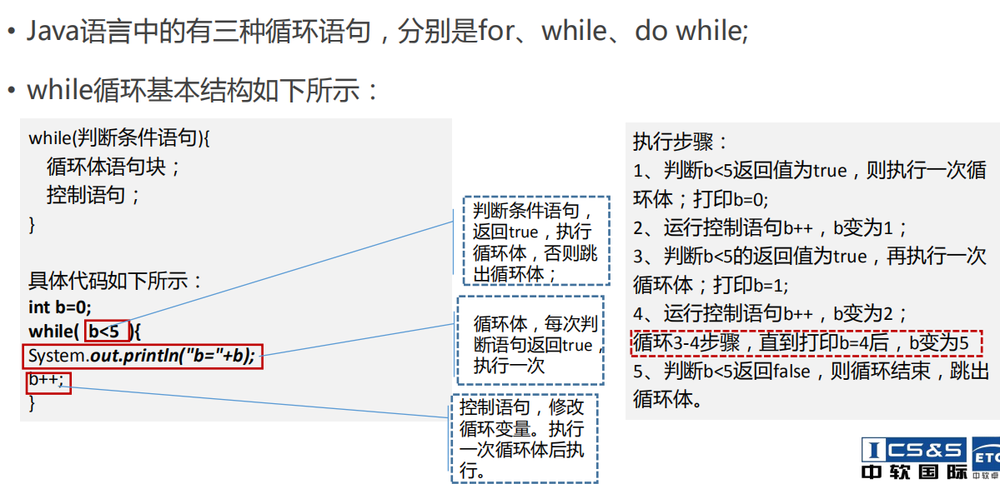 • Java语言中的有三种循环语句，分别是for、while、do while;
• while循环基本结构如下所示：
while(判断条件语句){
循环体语句块；
控制语句；
}
具体代码如下所示：
int b=0;
while( b<5 ){
System.out.println("b="+b);
b++;
}
判断条件语句，
返回true，执行
循环体，否则跳
出循环体；
循环体，每次判
断语句返回true，
执行一次
控制语句，修改
循环变量。执行
一次循环体后执
行。
执行步骤：
1、判断b<5返回值为true，则执行一次循
环体；打印b=0;
2、运行控制语句b++，b变为1；
3、判断b<5的返回值为true，再执行一次
循环体；打印b=1;
4、运行控制语句b++，b变为2；
循环3-4步骤，直到打印b=4后，b变为5
5、判断b<5返回false，则循环结束，跳出
循环体。
I CS&S ETC
中软国际 中软卓